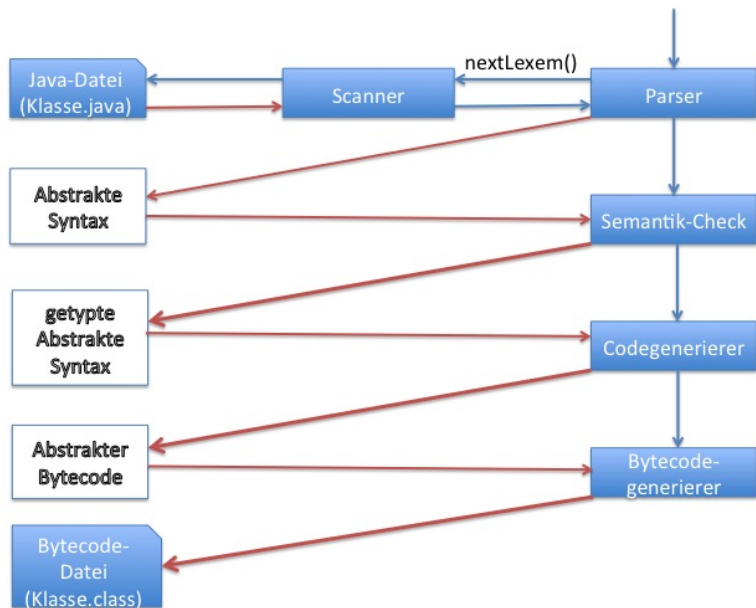 nextLexem()
Java-Datei
(Klasse.java)
Scanner
Parser
Abstrakte
Syntax
Semantik-Check
getypte
Abstrakte
Syntax
Codegenerierer
Abstrakter
Bytecode
Bytecode-
generierer
Bytecode-
Datei
(Klasse.class)